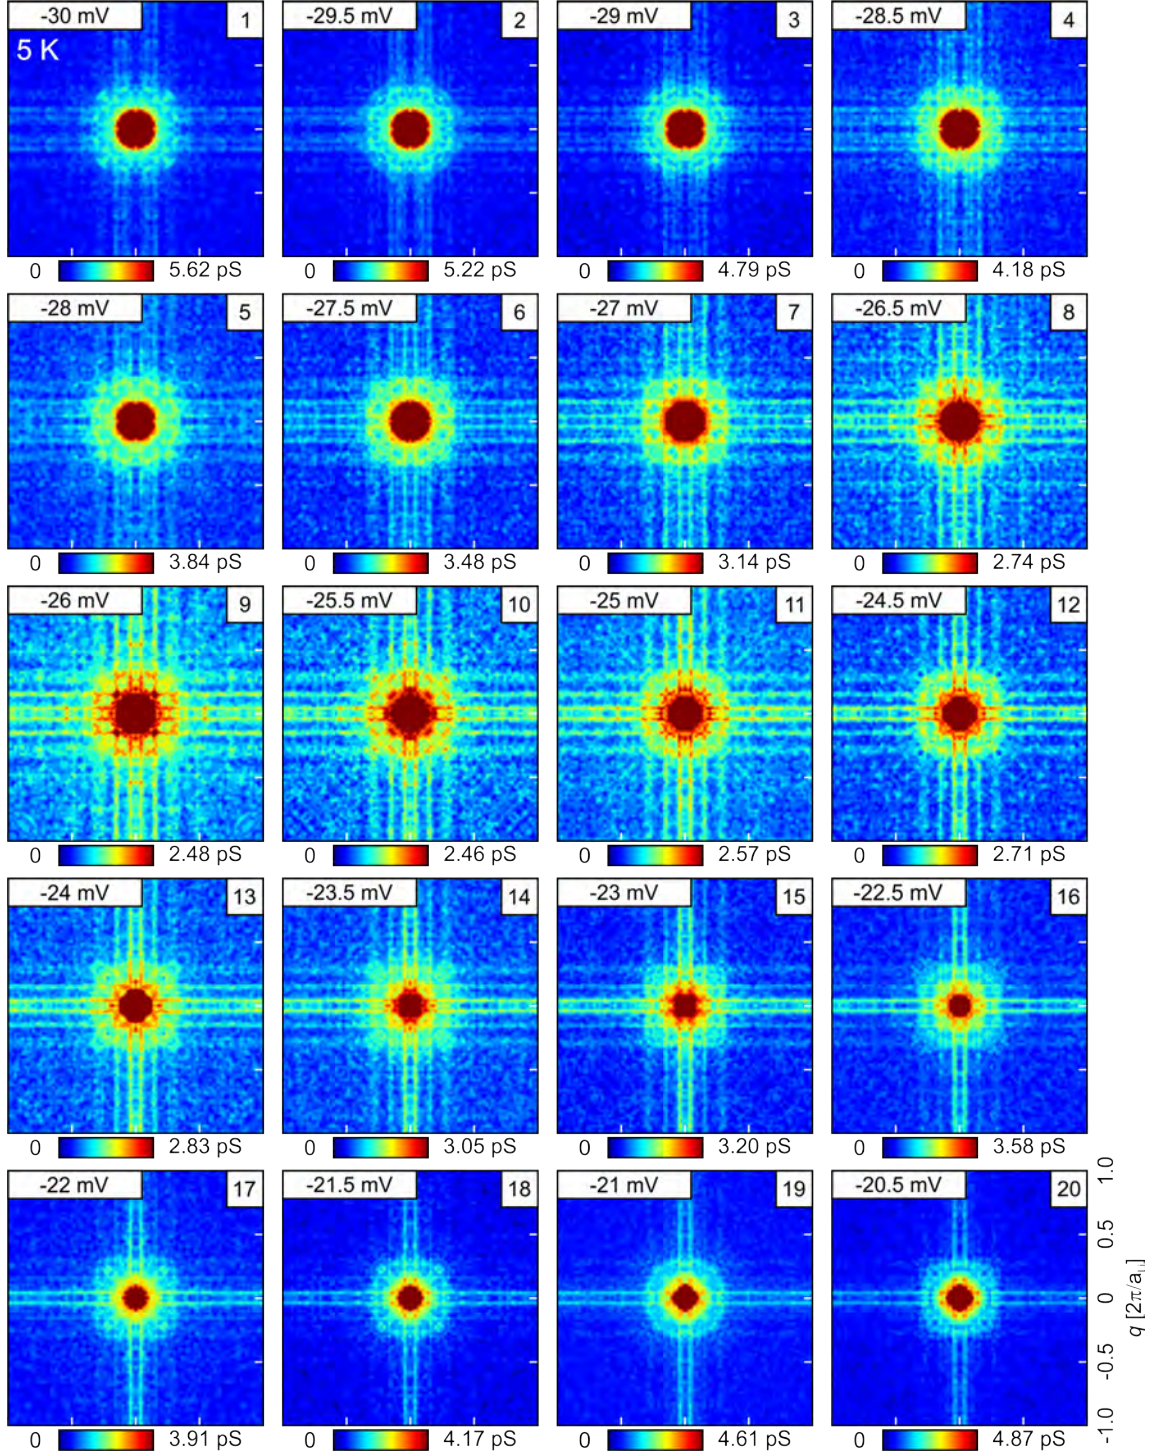 -30 mV 1 -29.5 mV 2 -29 mV 3 -28.5 mV 4
5 K
0 5.62 pS 0 5.22 pS 0 4.79 pS 0 4.18 pS
-28 mV 5 -27.5 mV 6 -27 mV 7 -26.5 mV 8
0 3.84 pS 0 3.48 pS 0 3.14 pS 0 2.74 pS
-26 mV 9 -25.5 mV 10 -25 mV 11 -24.5 mV 12
0 2.48 pS 0 2.46 pS 0 2.57 pS 0 2.71 pS
-24 mV 13 -23.5 mV 14 -23 mV 15 -22.5 mV 16
0 2.83 pS 0 3.05 pS 0 3.20 pS 0 3.58 pS
-22 mV 17 -21.5 mV 18 -21 mV 19 -20.5 mV 20
0 3.91 pS 0 4.17 pS 0 4.61 pS 0 4.87 pS
-1.0 -0.5 0 0.5 1.0
q